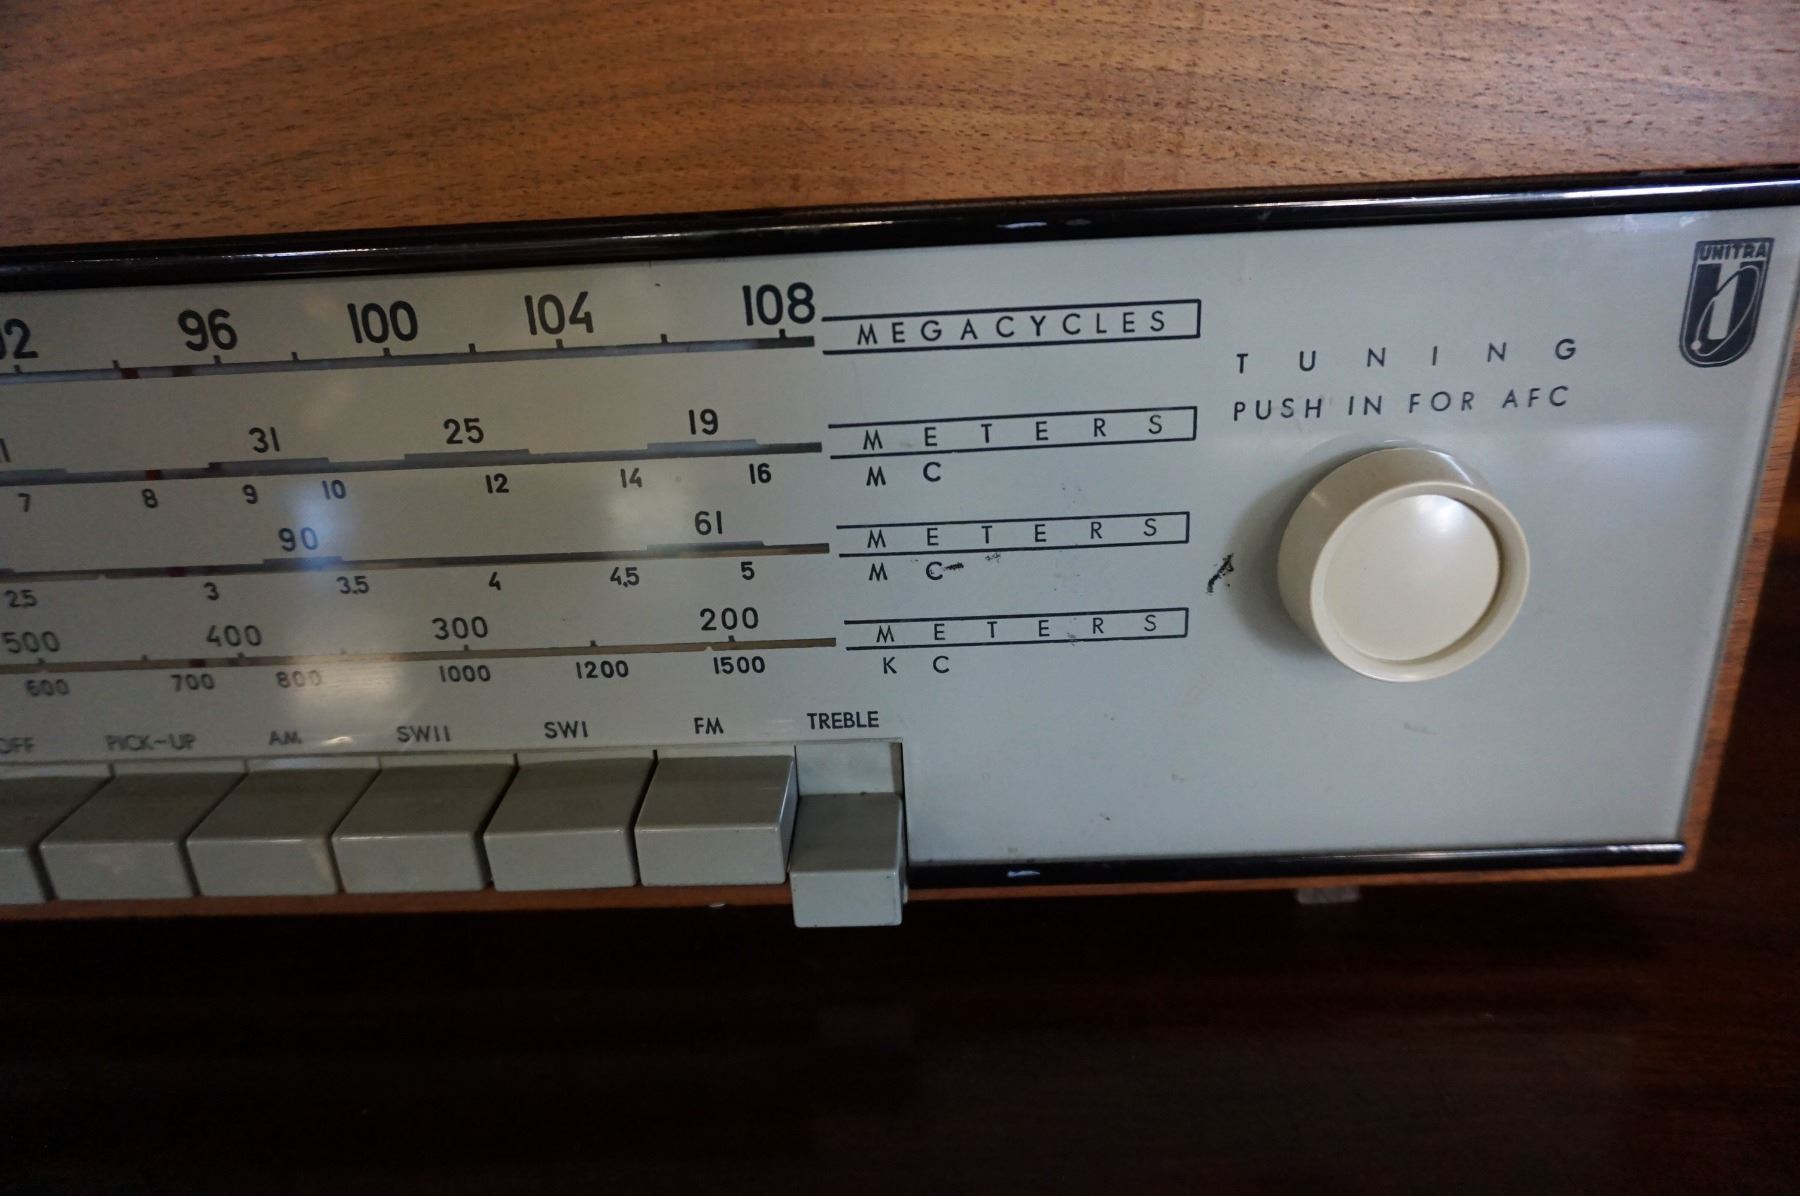 96 100 104 108 MEGACYCLES
UNITRA
TUNING
PUSH IN FOR AFC
31 25 19 METERS
7 8 9 10 12 14 16 MC
90 61 METERS
2,5 3 3,5 4 4,5 5 MC
500 400 300 200 METERS
600 700 800 1000 1200 1500 KC
OFF PICK-UP AM SWII SWI FM TREBLE